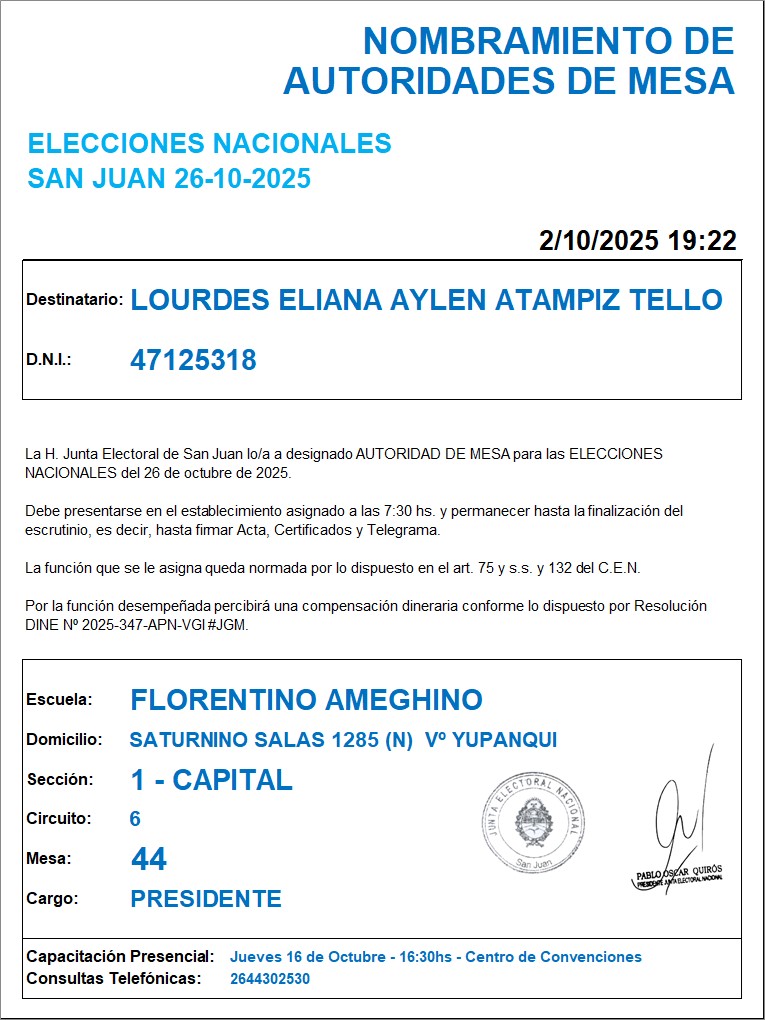 NOMBRAMIENTO DE
AUTORIDADES DE MESA
ELECCIONES NACIONALES
SAN JUAN 26-10-2025
2/10/2025 19:22
Destinatario: LOURDES ELIANA AYLEN ATAMPIZ TELLO
D.N.I.: 47125318
La H. Junta Electoral de San Juan lo/a a designado AUTORIDAD DE MESA para las ELECCIONES
NACIONALES del 26 de octubre de 2025.
Debe presentarse en el establecimiento asignado a las 7:30 hs. y permanecer hasta la finalización del
escrutinio, es decir, hasta firmar Acta, Certificados y Telegrama.
La función que se le asigna queda normada por lo dispuesto en el art. 75 y s.s. y 132 del C.E.N.
Por la función desempeñada percibirá una compensación dineraria conforme lo dispuesto por Resolución
DINE Nº 2025-347-APN-VGI#JGM.
Escuela: FLORENTINO AMEGHINO
Domicilio: SATURNINO SALAS 1285 (N) Vº YUPANQUI
Sección: 1 - CAPITAL
Circuito: 6
Mesa: 44
Cargo: PRESIDENTE
JUNTA ELECTORAL NACIONAL
San Juan
PABLO OSCAR QUIRÓS
PRESIDENTE JUNTA ELECTORAL NACIONAL
Capacitación Presencial: Jueves 16 de Octubre - 16:30hs - Centro de Convenciones
Consultas Telefónicas: 2644302530